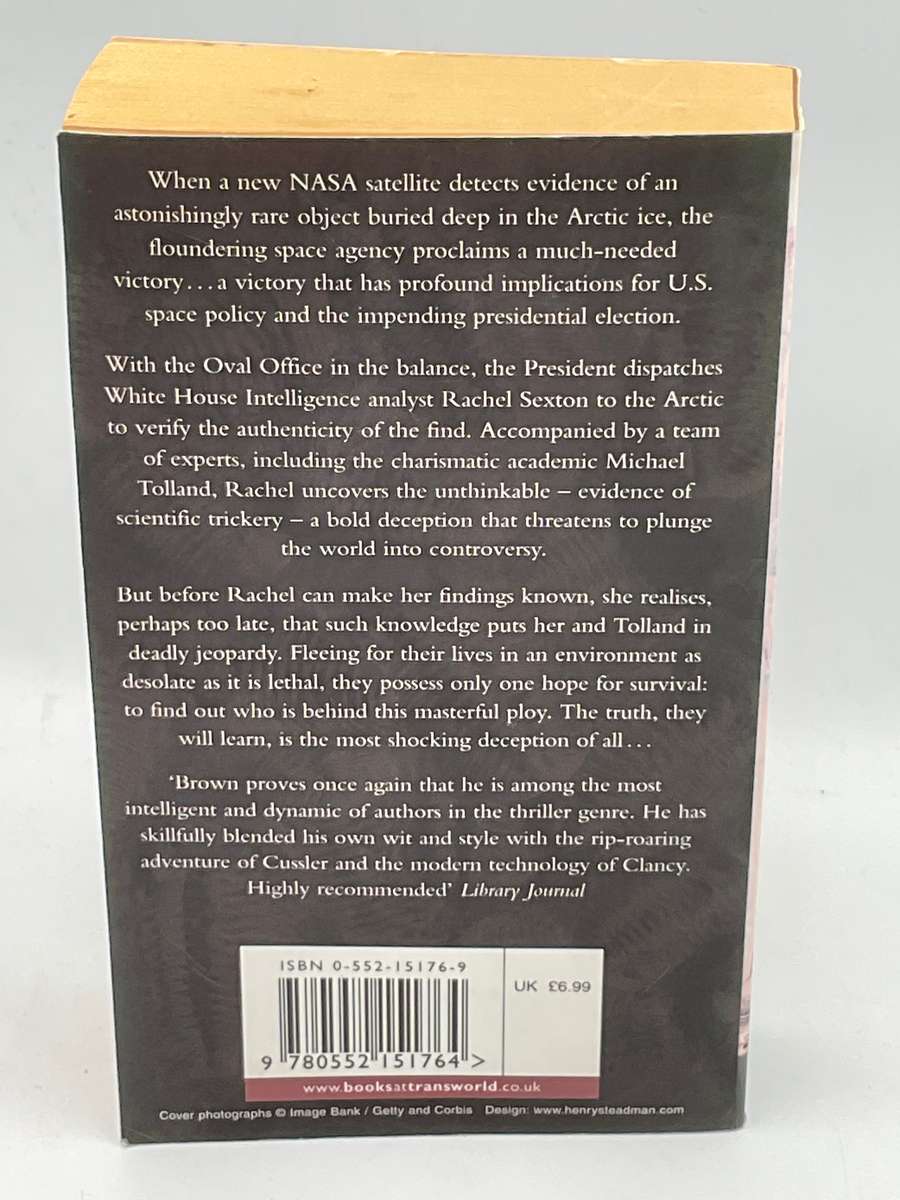 When a new NASA satellite detects evidence of an
astonishingly rare object buried deep in the Arctic ice, the
floundering space agency proclaims a much-needed
victory...a victory that has profound implications for U.S.
space policy and the impending presidential election.
With the Oval Office in the balance, the President dispatches
White House Intelligence analyst Rachel Sexton to the Arctic
to verify the authenticity of the find. Accompanied by a team
of experts, including the charismatic academic Michael
Tolland, Rachel uncovers the unthinkable – evidence of
scientific trickery – a bold deception that threatens to plunge
the world into controversy.
But before Rachel can make her findings known, she realises,
perhaps too late, that such knowledge puts her and Tolland in
deadly jeopardy. Fleeing for their lives in an environment as
desolate as it is lethal, they possess only one hope for survival:
to find out who is behind this masterful ploy. The truth, they
will learn, is the most shocking deception of all...
'Brown proves once again that he is among the most
intelligent and dynamic of authors in the thriller genre. He has
skillfully blended his own wit and style with the rip-roaring
adventure of Cussler and the modern technology of Clancy.
Highly recommended' Library Journal
ISBN 0-552-15176-9
UK £6.99
9 780552 151764 >
www.booksattransworld.co.uk
Cover photographs © Image Bank / Getty and Corbis Design: www.henrysteadman.com